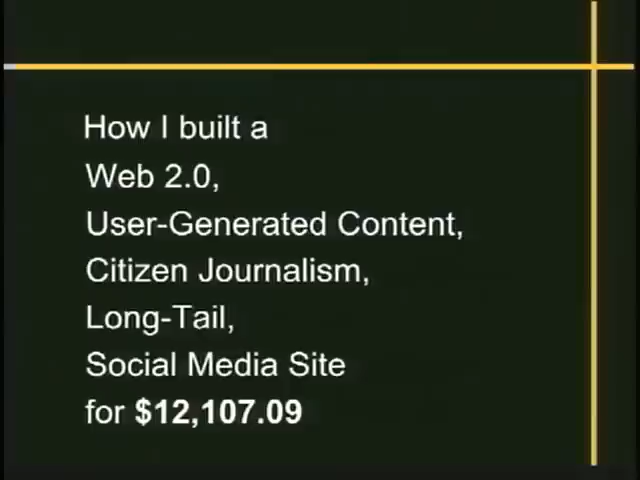 How I built a
Web 2.0,
User-Generated Content,
Citizen Journalism,
Long-Tail,
Social Media Site
for $12,107.09